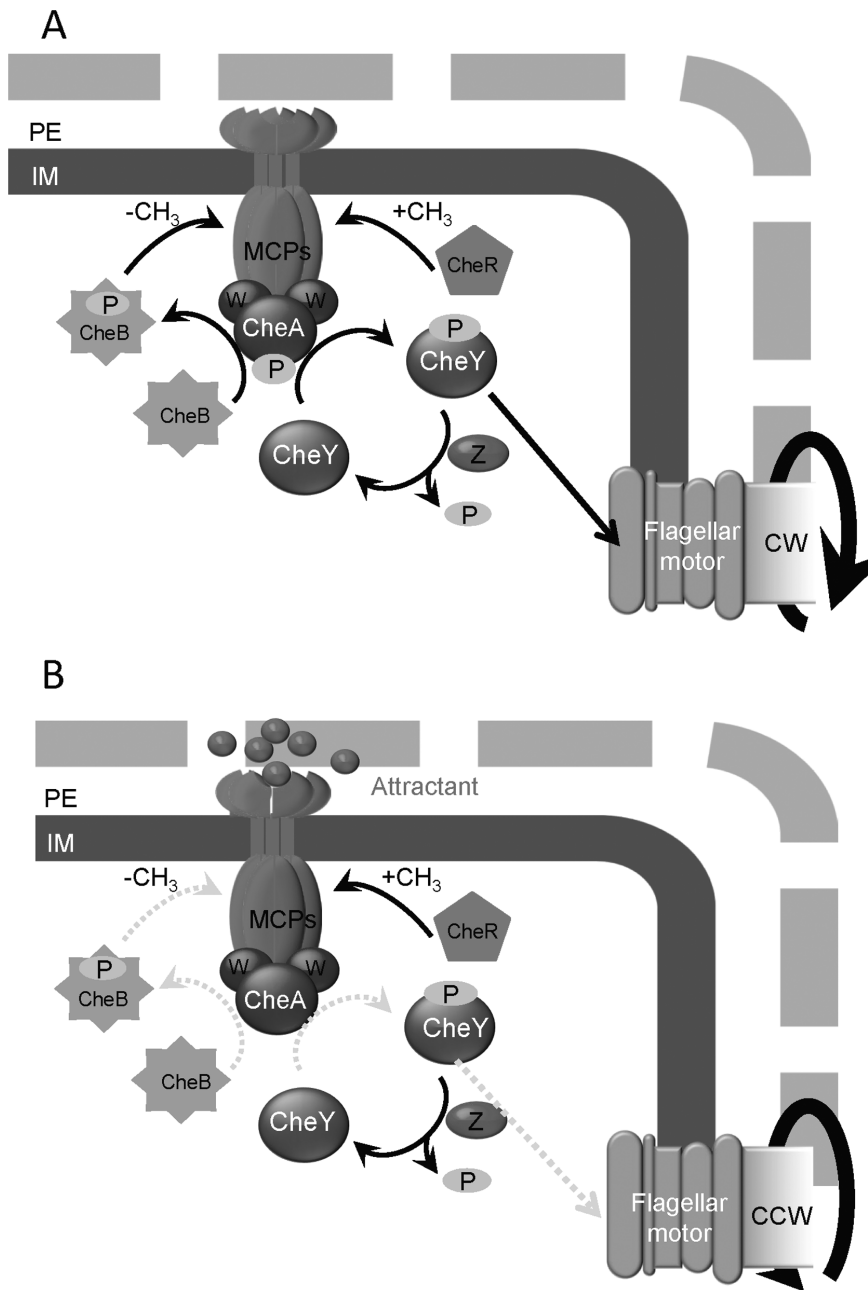 A
PE
IM
-CH3
+CH3
MCPs
CheR
P
CheB
W
W
CheA
P
P
CheY
CheB
CheY
Z
P
Flagellar
motor
CW
B
Attractant
PE
IM
-CH3
+CH3
MCPs
CheR
P
CheB
W
W
CheA
P
CheY
CheB
CheY
Z
P
Flagellar
motor
CCW